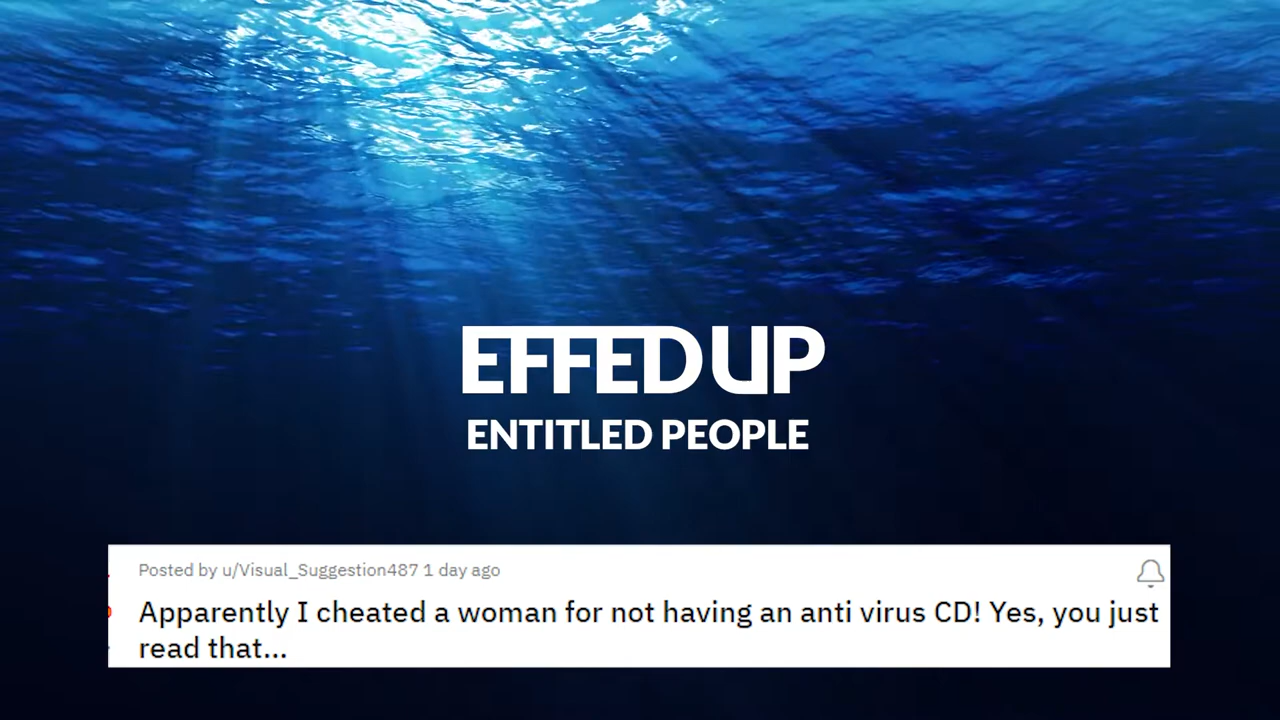 EFFED UP
ENTITLED PEOPLE
Posted by u/Visual_Suggestion487 1 day ago
Apparently I cheated a woman for not having an anti virus CD! Yes, you just
read that...